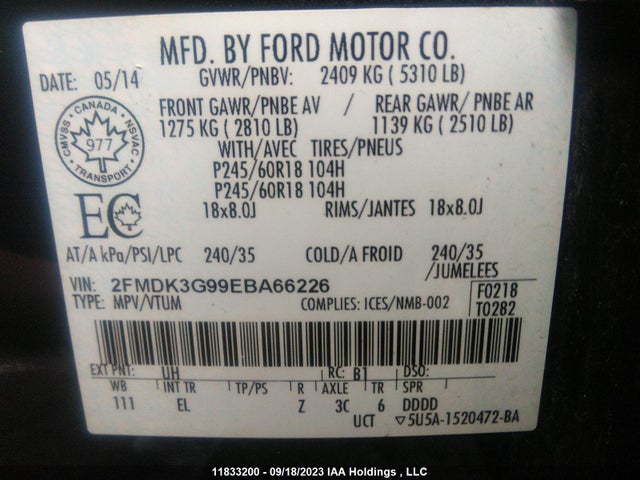 MFD. BY FORD MOTOR CO.
DATE: 05/14 GVWR/PNBV: 2409 KG ( 5310 LB)
FRONT GAWR/PNBE AV / REAR GAWR/ PNBE AR
1275 KG ( 2810 LB) 1139 KG ( 2510 LB)
WITH/AVEC TIRES/PNEUS
P245/60R18 104H
P245/60R18 104H
18x8.0J RIMS/JANTES 18x8.0J
CANADA
CMVSS NSVAC
977
TRANSPORT
EC
AT/A kPa/PSI/LPC 240/35 COLD/A FROID 240/35
/JUMELEES
VIN: 2FMDK3G99EBA66226 F0218
TYPE: MPV/VTUM COMPLIES: ICES/NMB-002 T0282
EXT PNT: UH RC: B1 DSO:
WB INT TR TP/PS R AXLE TR SPR
111 EL Z 3C 6 DDDD
UCT ▽5U5A-1520472-BA
11833200 - 09/18/2023 IAA Holdings , LLC